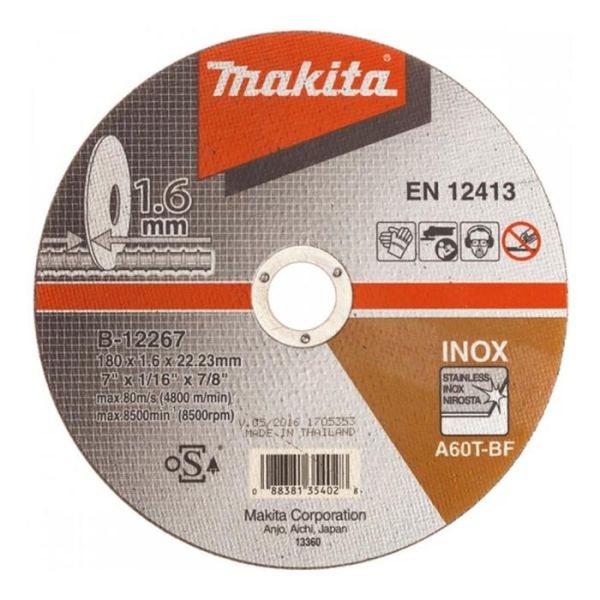 makita
1.6
mm
EN 12413
B-12267
180 x 1.6 x 22.23mm
7" x 1/16" x 7/8"
max.80m/s (4800 m/min)
max.8500min⁻¹ (8500rpm)
INOX
STAINLESS
INOX
NIROSTA
A60T-BF
V.05/2016 1705353
MADE IN THAILAND
oSa
0 88381 35402 8
Makita Corporation
Anjo, Aichi, Japan
13360